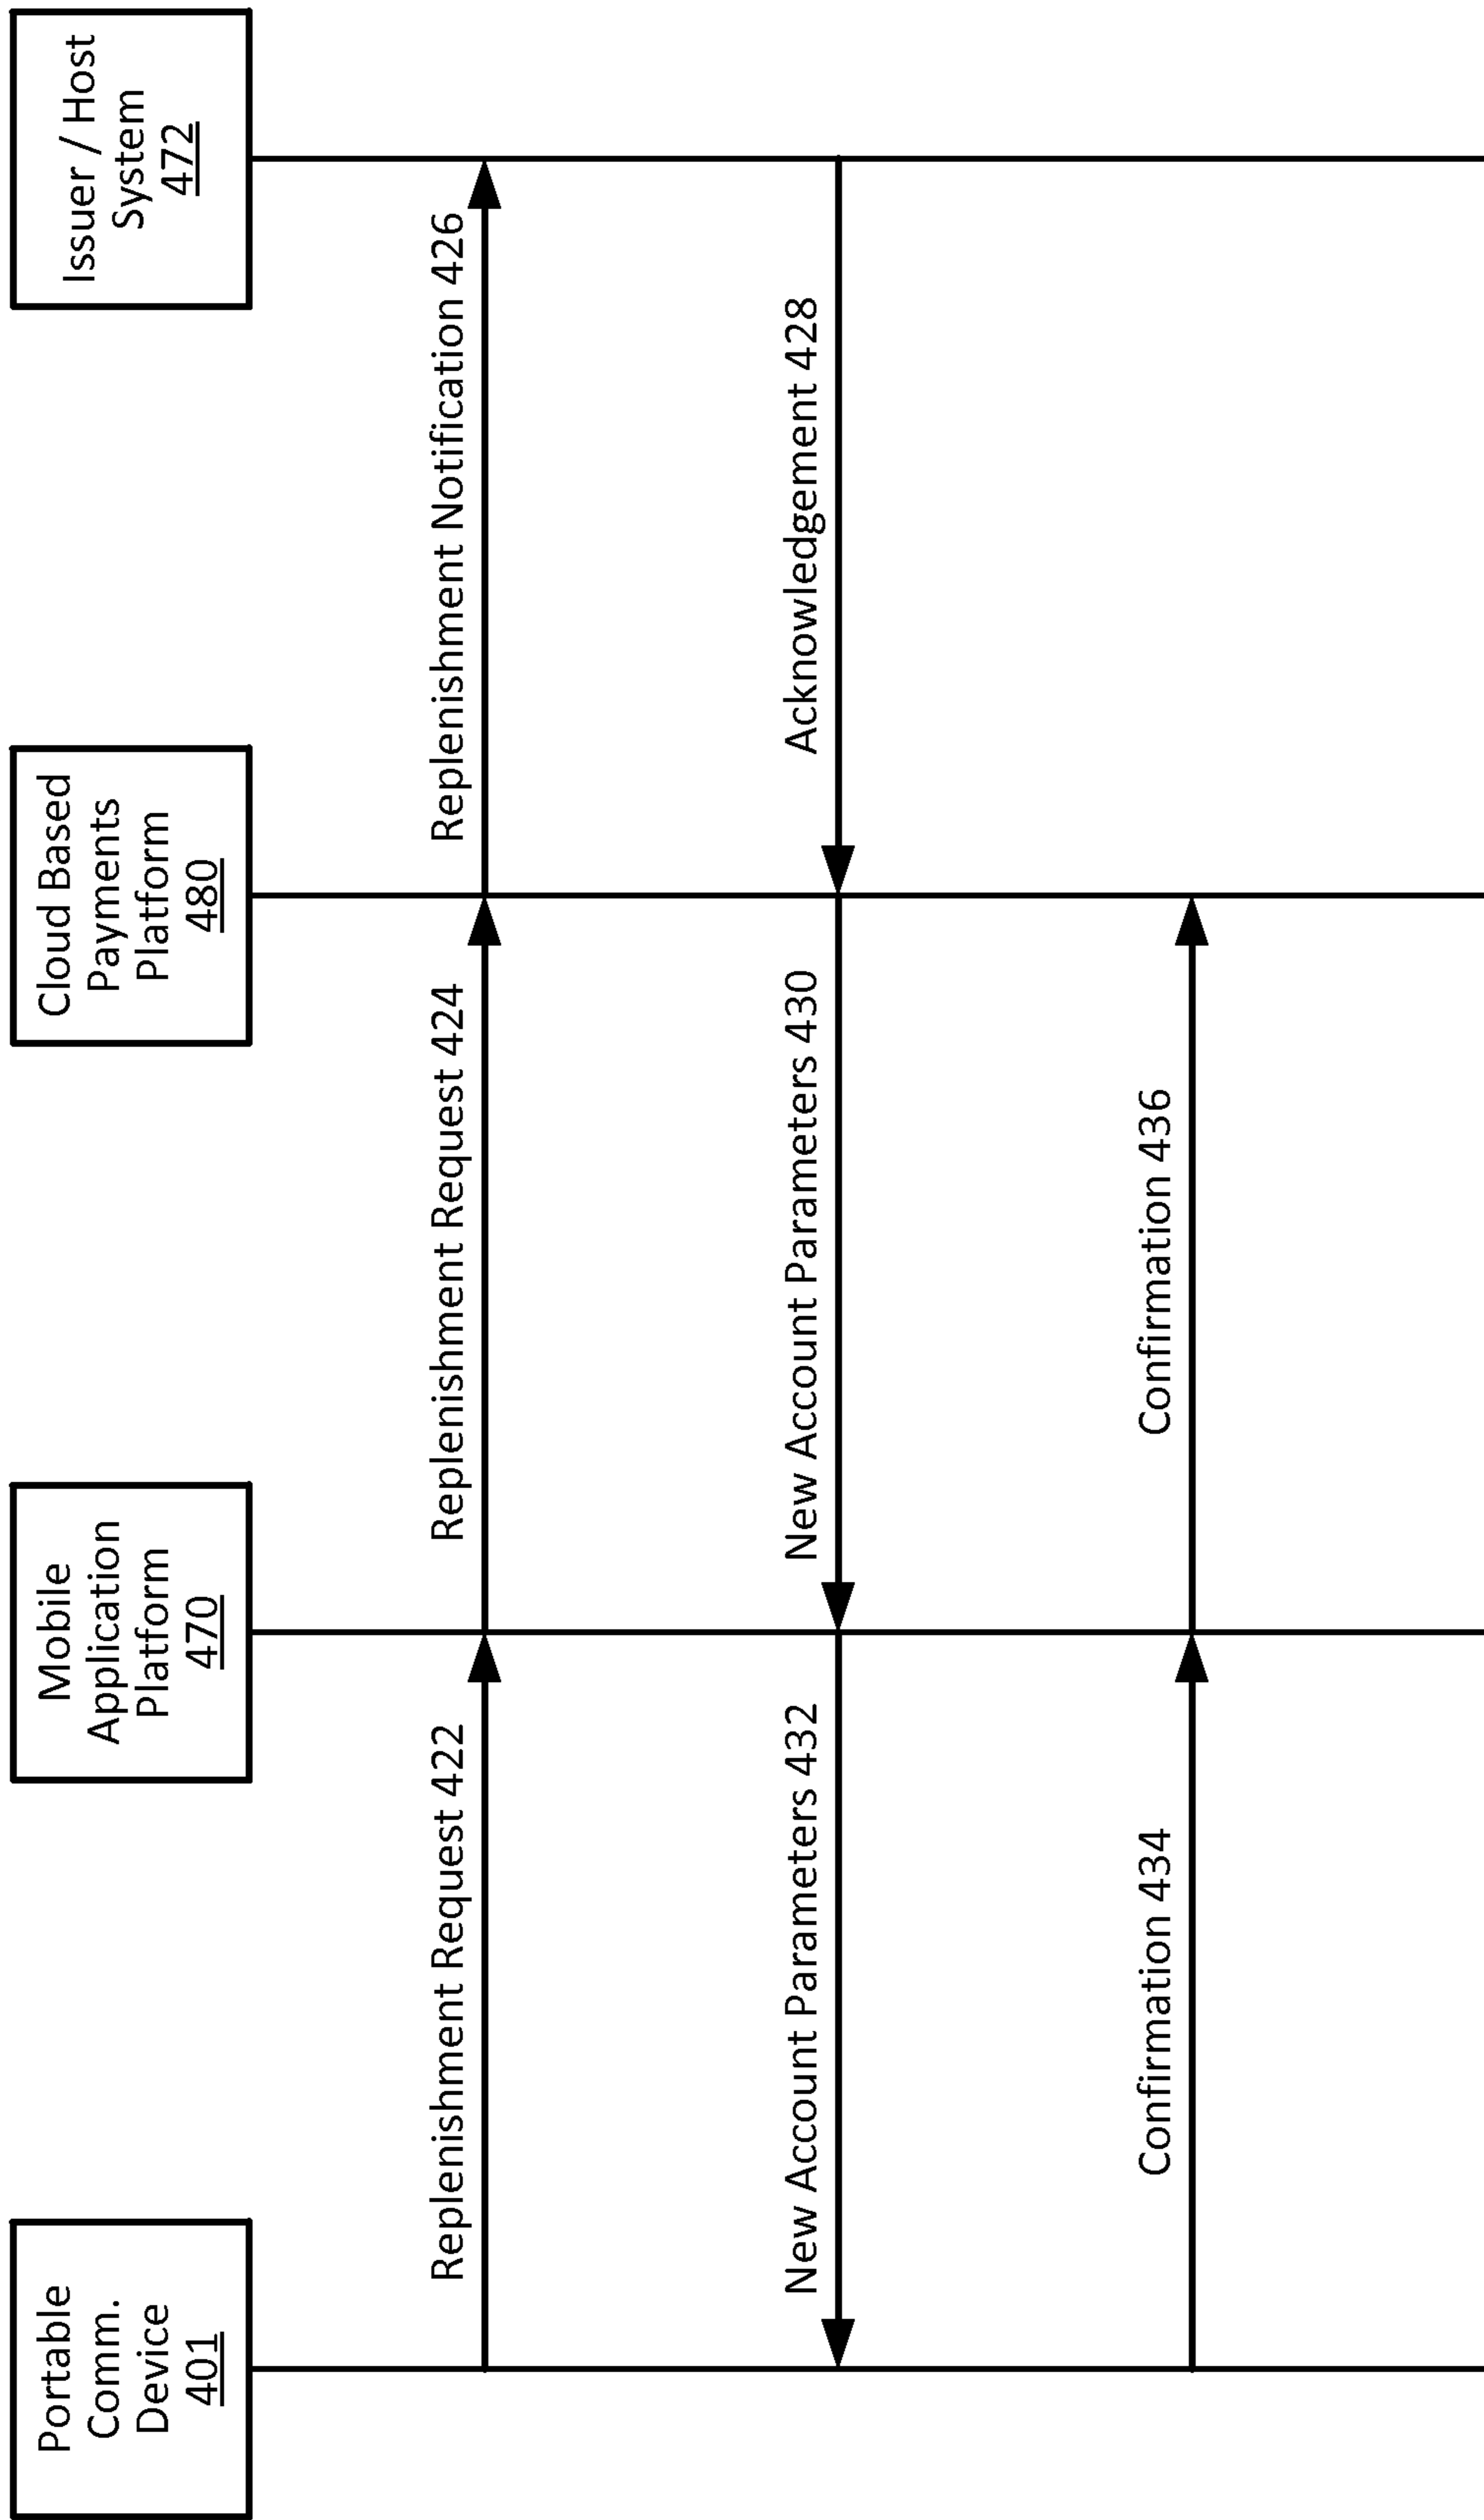 Portable
Comm.
Device
401
Mobile
Application
Platform
470
Cloud Based
Payments
Platform
480
Issuer / Host
System
472
Replenishment Request 422
Replenishment Request 424
Replenishment Notification 426
New Account Parameters 432
New Account Parameters 430
Acknowledgement 428
Confirmation 434
Confirmation 436